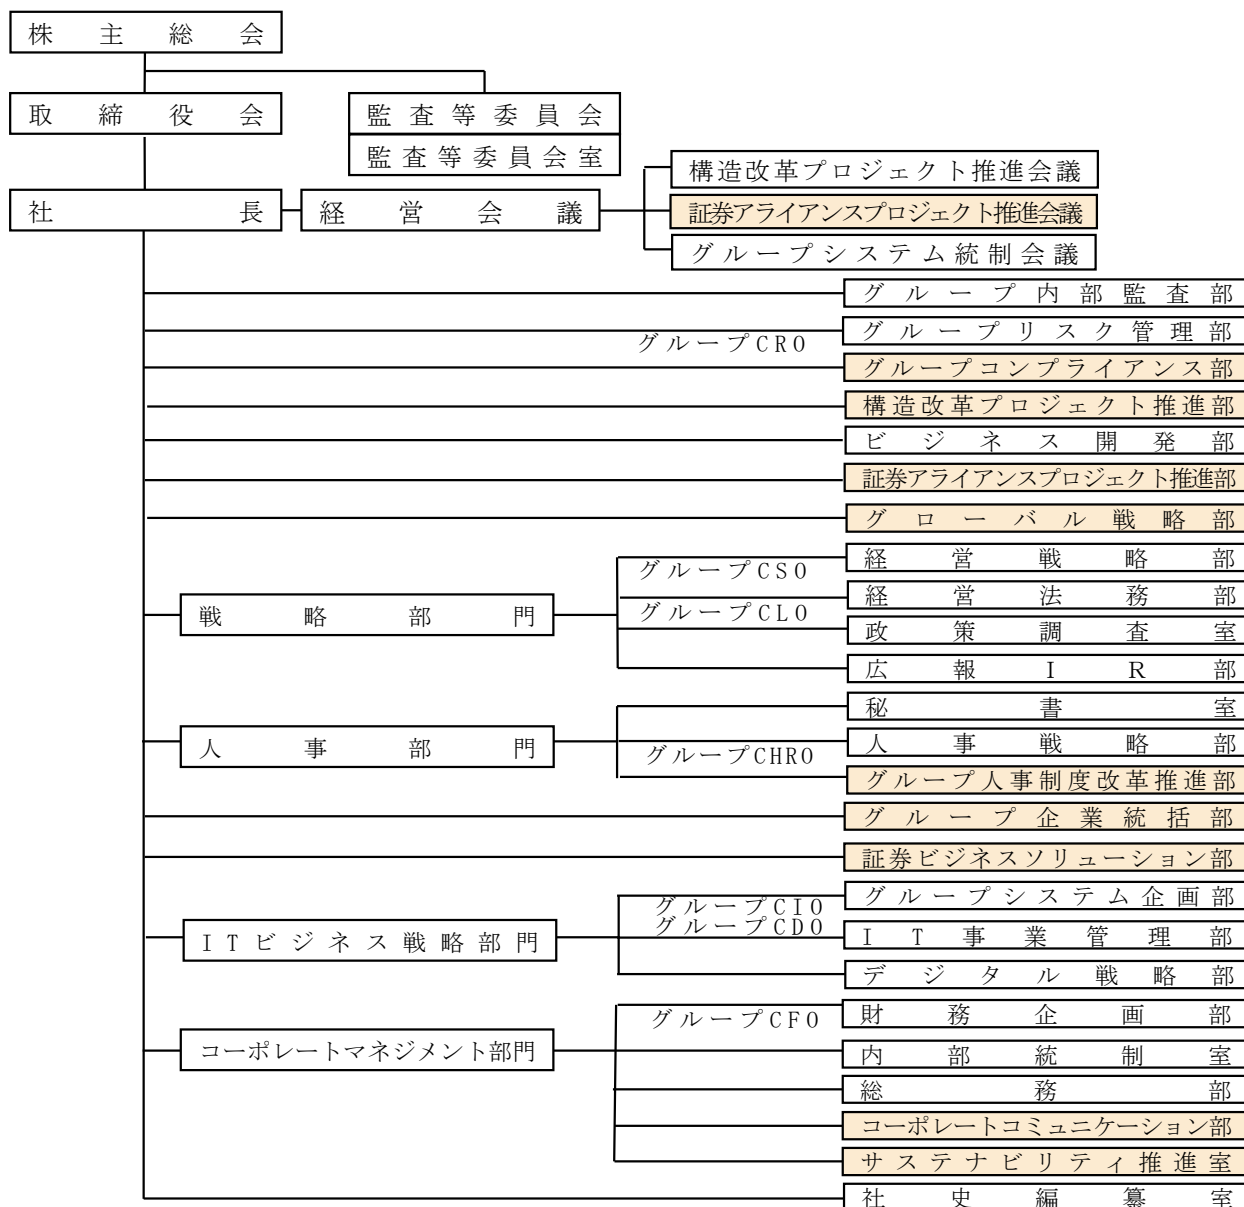 株主総会
取締役会
監査等委員会
監査等委員会室
構造改革プロジェクト推進会議
社長
経営会議
証券アライアンスプロジェクト推進会議
グループシステム統制会議
グループ内部監査部
グループリスク管理部
グループCRO
グループコンプライアンス部
構造改革プロジェクト推進部
ビジネス開発部
証券アライアンスプロジェクト推進部
グローバル戦略部
経営戦略部
グループCSO
経営法務部
戦略部門
グループCLO
政策調査室
広報IR部
秘書室
人事部門
人事戦略部
グループCHRO
グループ人事制度改革推進部
グループ企業統括部
証券ビジネスソリューション部
グループシステム企画部
グループCIO
グループCDO
ITビジネス戦略部門
IT事業管理部
デジタル戦略部
財務企画部
グループCFO
コーポレートマネジメント部門
内部統制室
総務部
コーポレートコミュニケーション部
サステナビリティ推進室
社史編纂室